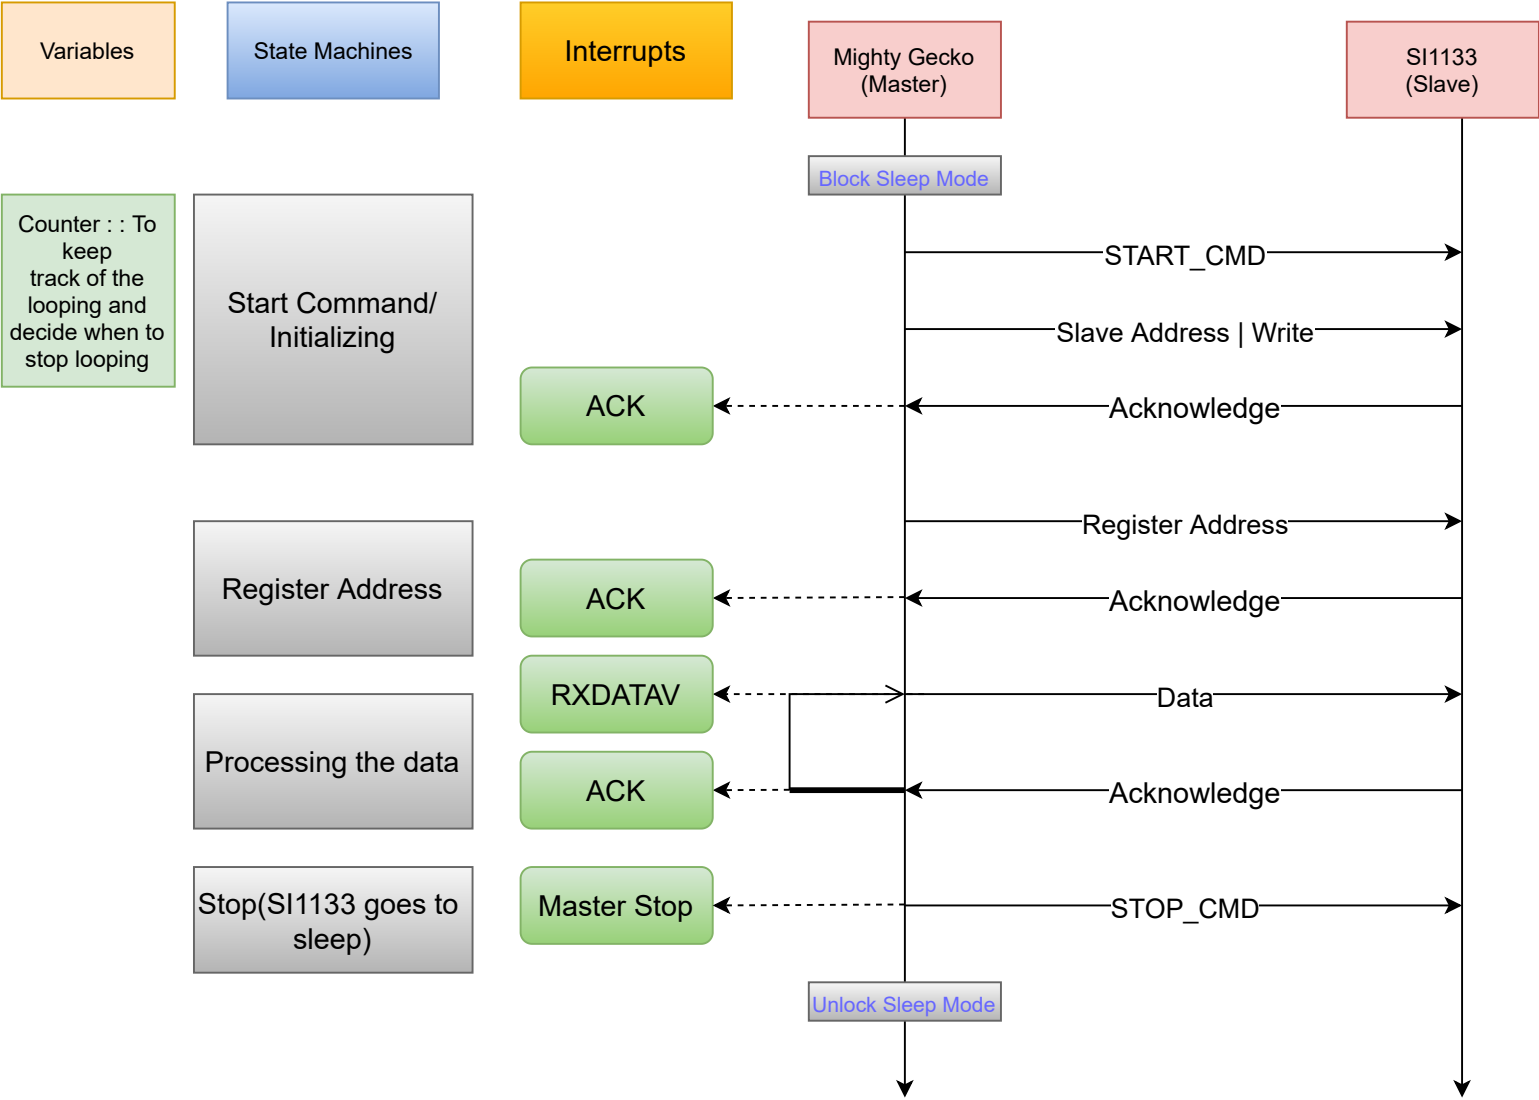 Variables
State Machines
Interrupts
Mighty Gecko
(Master)
SI1133
(Slave)
Block Sleep Mode
Counter : : To
keep
track of the
looping and
decide when to
stop looping
Start Command/
Initializing
START_CMD
Slave Address | Write
ACK
Acknowledge
Register Address
Register Address
ACK
Acknowledge
RXDATAV
Data
Processing the data
ACK
Acknowledge
Stop(SI1133 goes to
sleep)
Master Stop
STOP_CMD
Unlock Sleep Mode